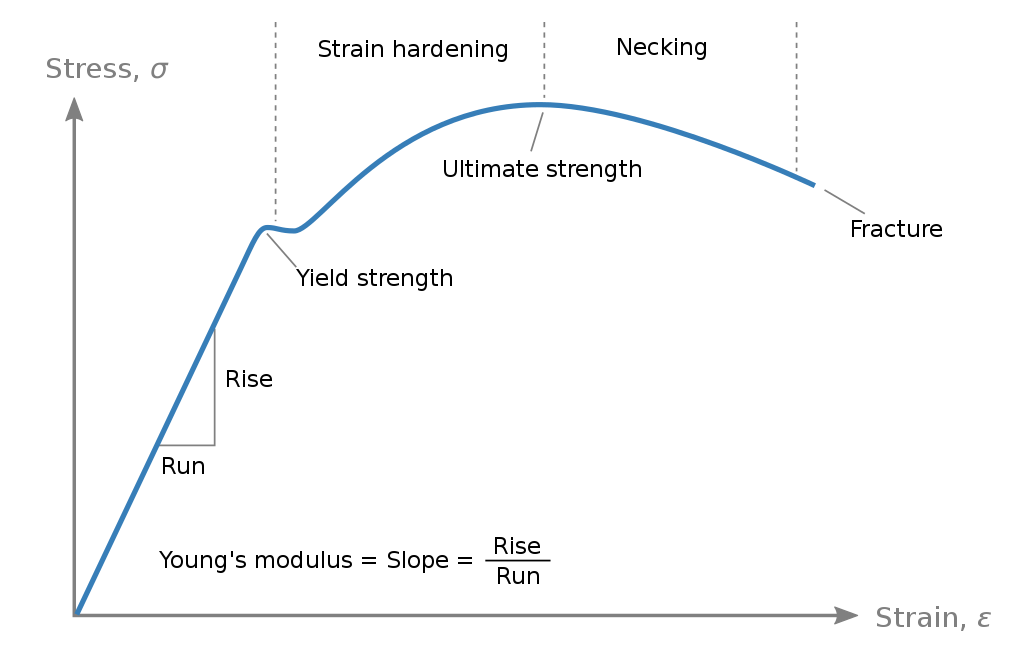 Strain hardening
Necking
Stress, σ
Ultimate strength
Fracture
Yield strength
Rise
Run
Young's modulus = Slope = Rise
Run
Strain, ε